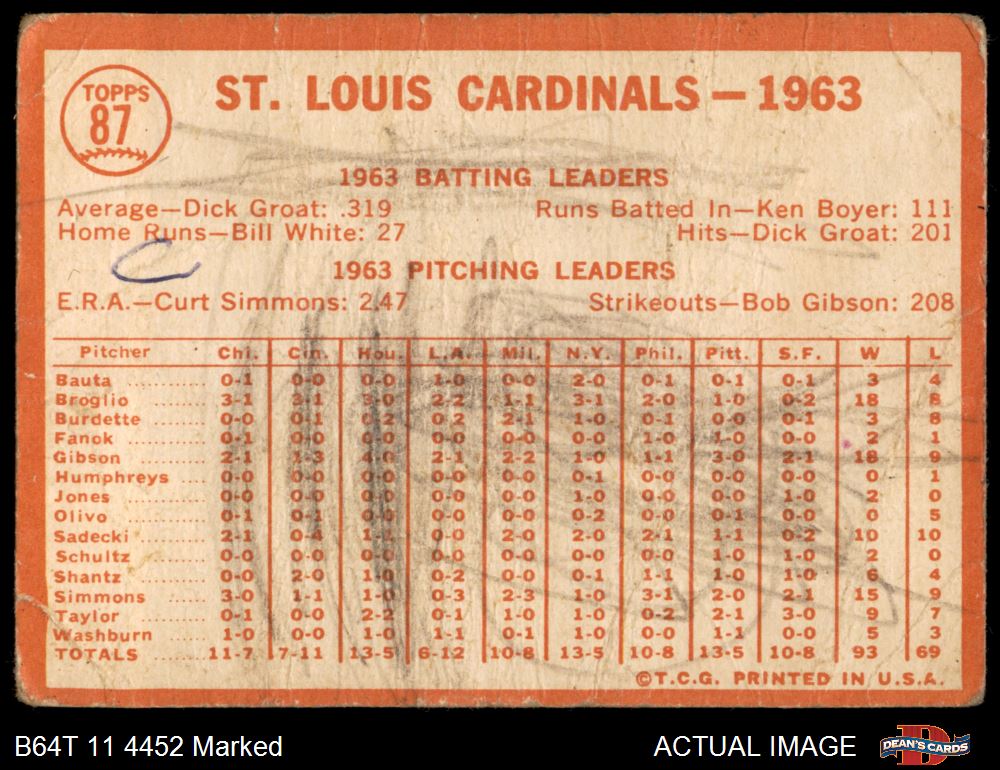 TOPPS
87
ST. LOUIS CARDINALS — 1963
1963 BATTING LEADERS
Average—Dick Groat: .319 Runs Batted In—Ken Boyer: 111
Home Runs—Bill White: 27 Hits—Dick Groat: 201
1963 PITCHING LEADERS
E.R.A.—Curt Simmons: 2.47 Strikeouts—Bob Gibson: 208
Pitcher Chi. Cin. Hou. L.A. Mil. N.Y. Phil. Pitt. S.F. W L
Bauta .......... 0-1 0-0 0-0 1-0 0-0 2-0 0-1 0-1 0-1 3 4
Broglio ........ 3-1 3-1 3-0 2-2 1-1 3-1 2-0 1-0 0-2 18 8
Burdette ....... 0-0 0-1 0-2 0-2 2-1 1-0 0-1 0-0 0-1 3 8
Fanok .......... 0-1 0-0 0-0 0-0 0-0 0-0 1-0 1-0 0-0 2 1
Gibson ......... 2-1 1-3 4-0 2-1 2-2 1-0 1-1 3-0 2-1 18 9
Humphreys .... 0-0 0-0 0-0 0-0 0-0 0-1 0-0 0-0 0-0 0 1
Jones .......... 0-0 0-0 0-0 0-0 0-0 1-0 0-0 0-0 1-0 2 0
Olivo .......... 0-1 0-1 0-0 0-0 0-0 0-2 0-0 0-1 0-0 0 5
Sadecki ........ 2-1 0-4 1-1 0-0 2-0 2-0 2-1 1-1 0-2 10 10
Schultz ........ 0-0 0-0 0-0 0-0 0-0 0-0 1-0 0-0 1-0 2 0
Shantz ......... 0-0 2-0 1-0 0-2 0-0 0-1 1-1 1-0 1-0 6 4
Simmons ...... 3-0 1-1 1-0 0-3 2-3 1-0 3-1 2-0 2-1 15 9
Taylor ......... 0-1 0-0 2-2 0-1 0-0 2-0 0-2 2-1 3-0 9 7
Washburn ..... 1-0 0-0 1-0 1-1 0-1 1-0 0-0 1-1 0-0 5 3
TOTALS ........ 11-7 7-11 13-5 6-12 10-8 13-5 10-8 13-5 10-8 93 69
©T.C.G. PRINTED IN U.S.A.
B64T 11 4452 Marked ACTUAL IMAGE DEAN'S CARDS